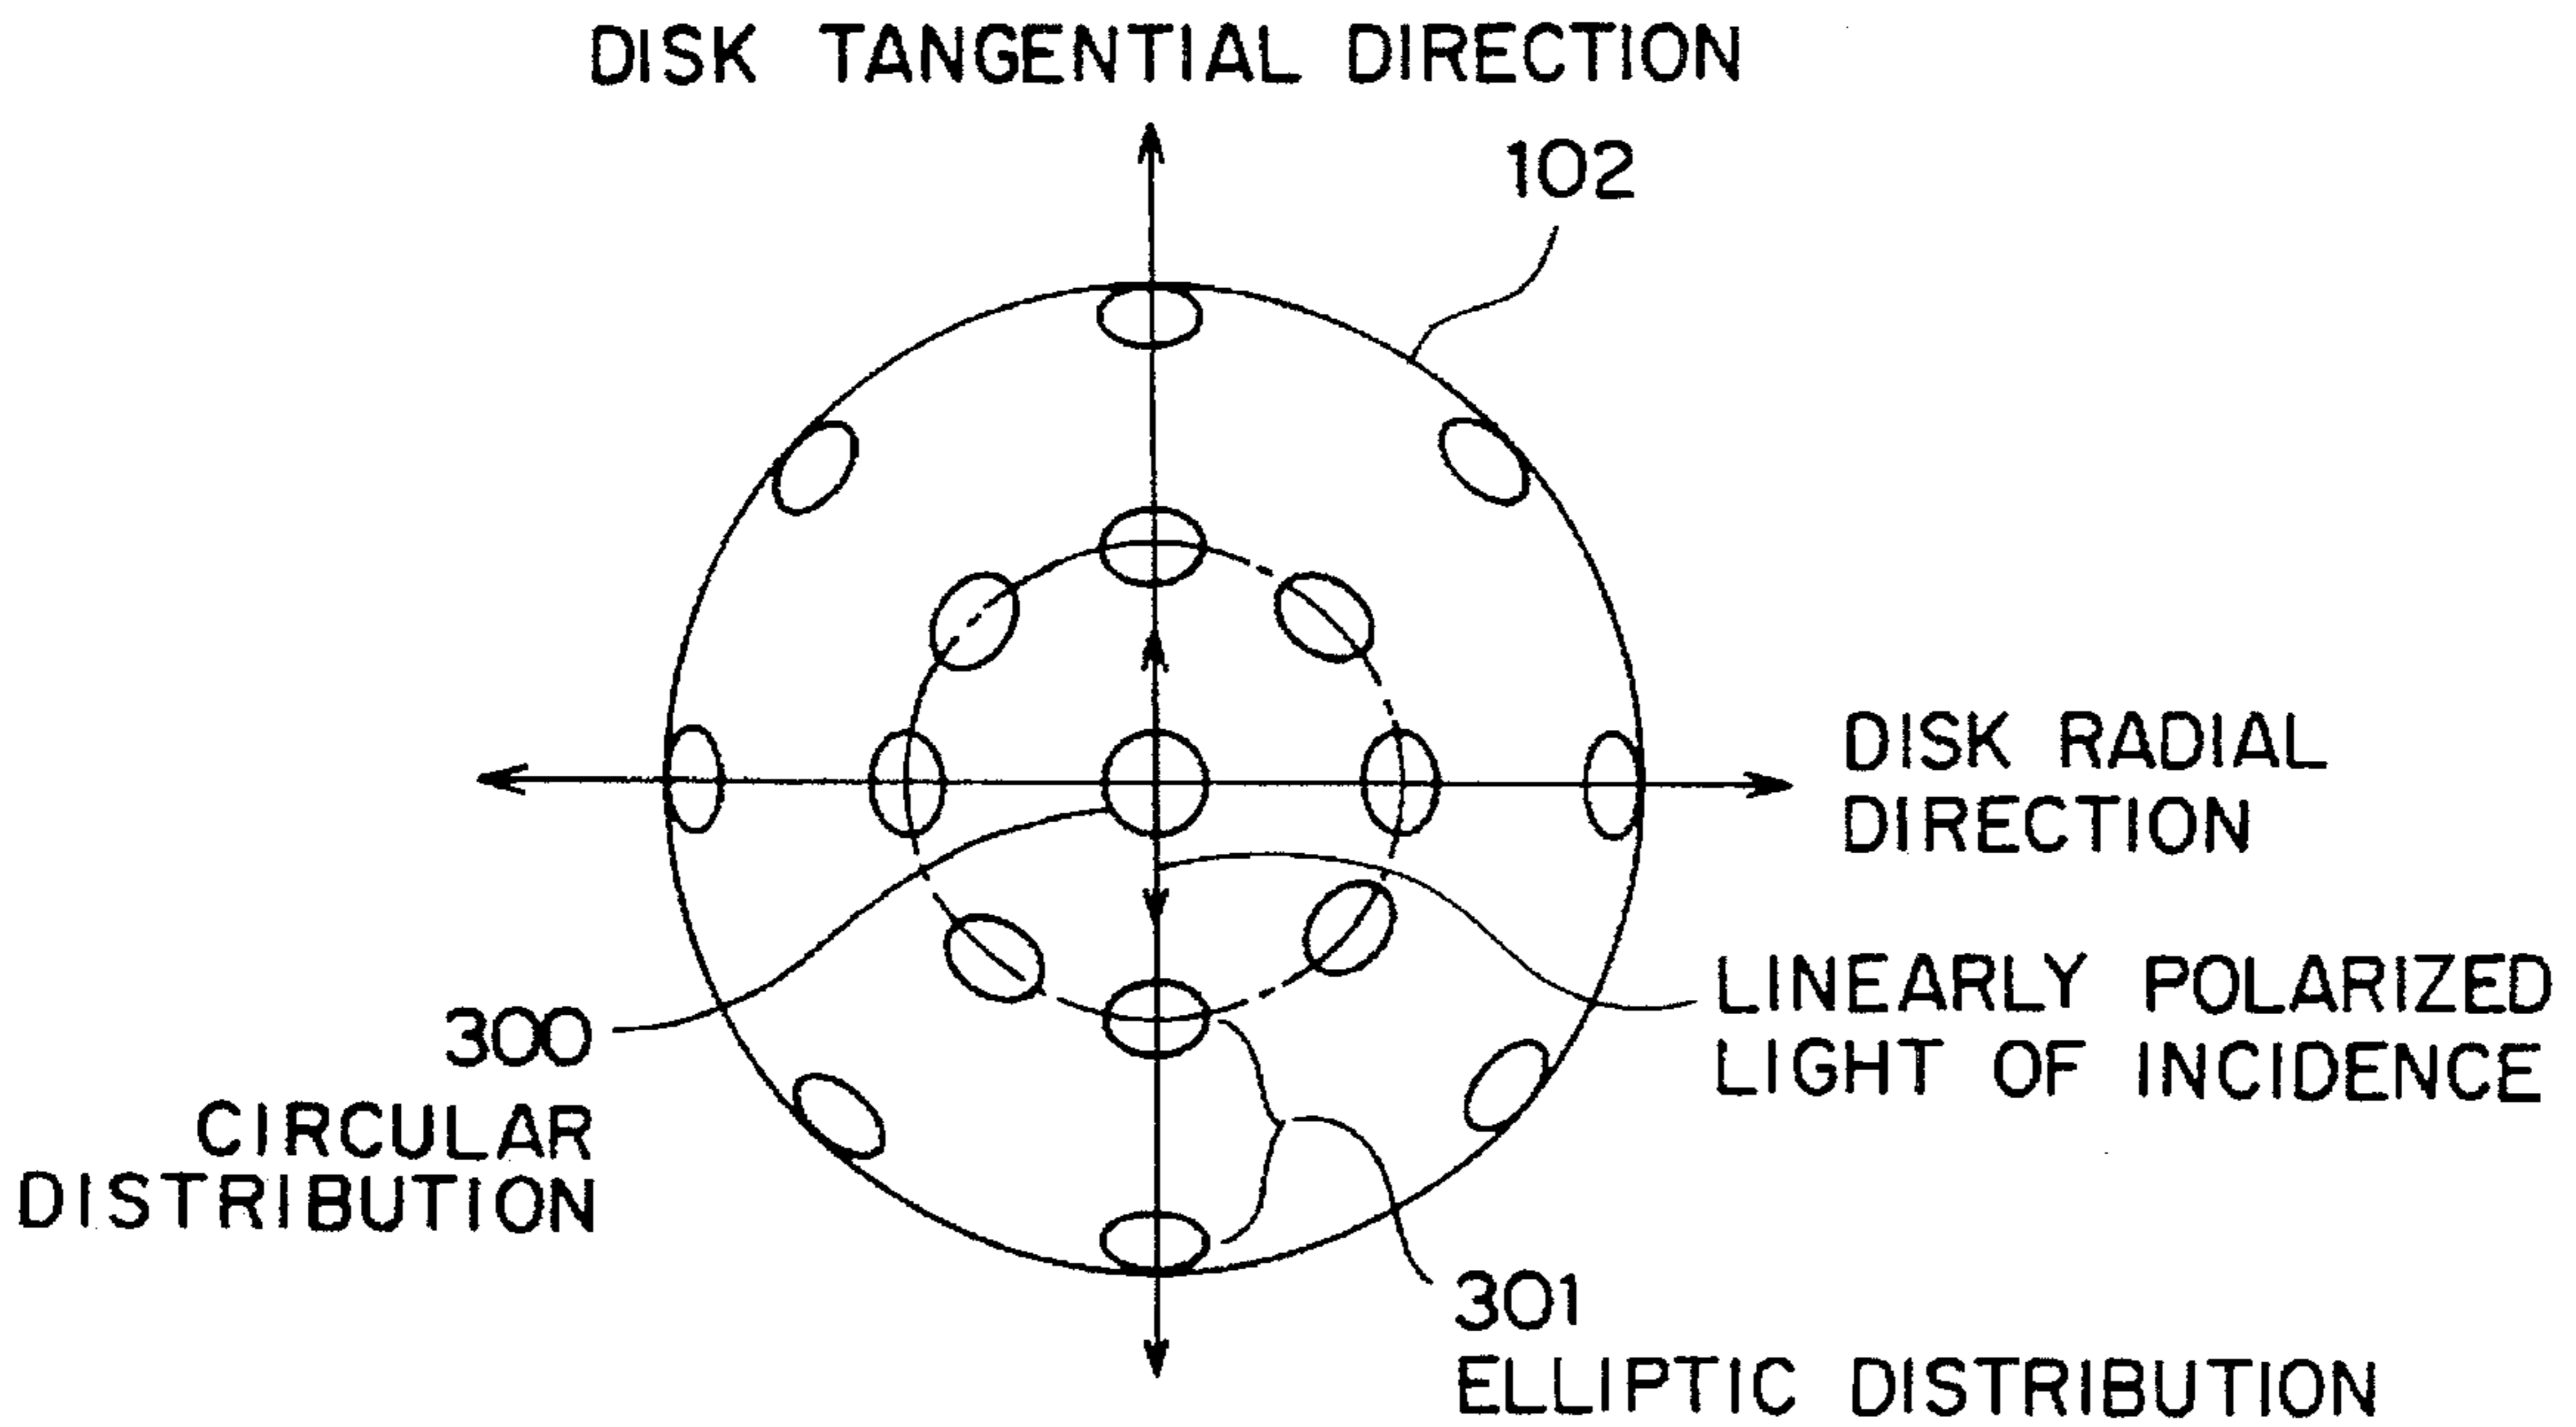 DISK TANGENTIAL DIRECTION
102
DISK RADIAL
DIRECTION
LINEARLY POLARIZED
LIGHT OF INCIDENCE
300
CIRCULAR
DISTRIBUTION
301
ELLIPTIC DISTRIBUTION